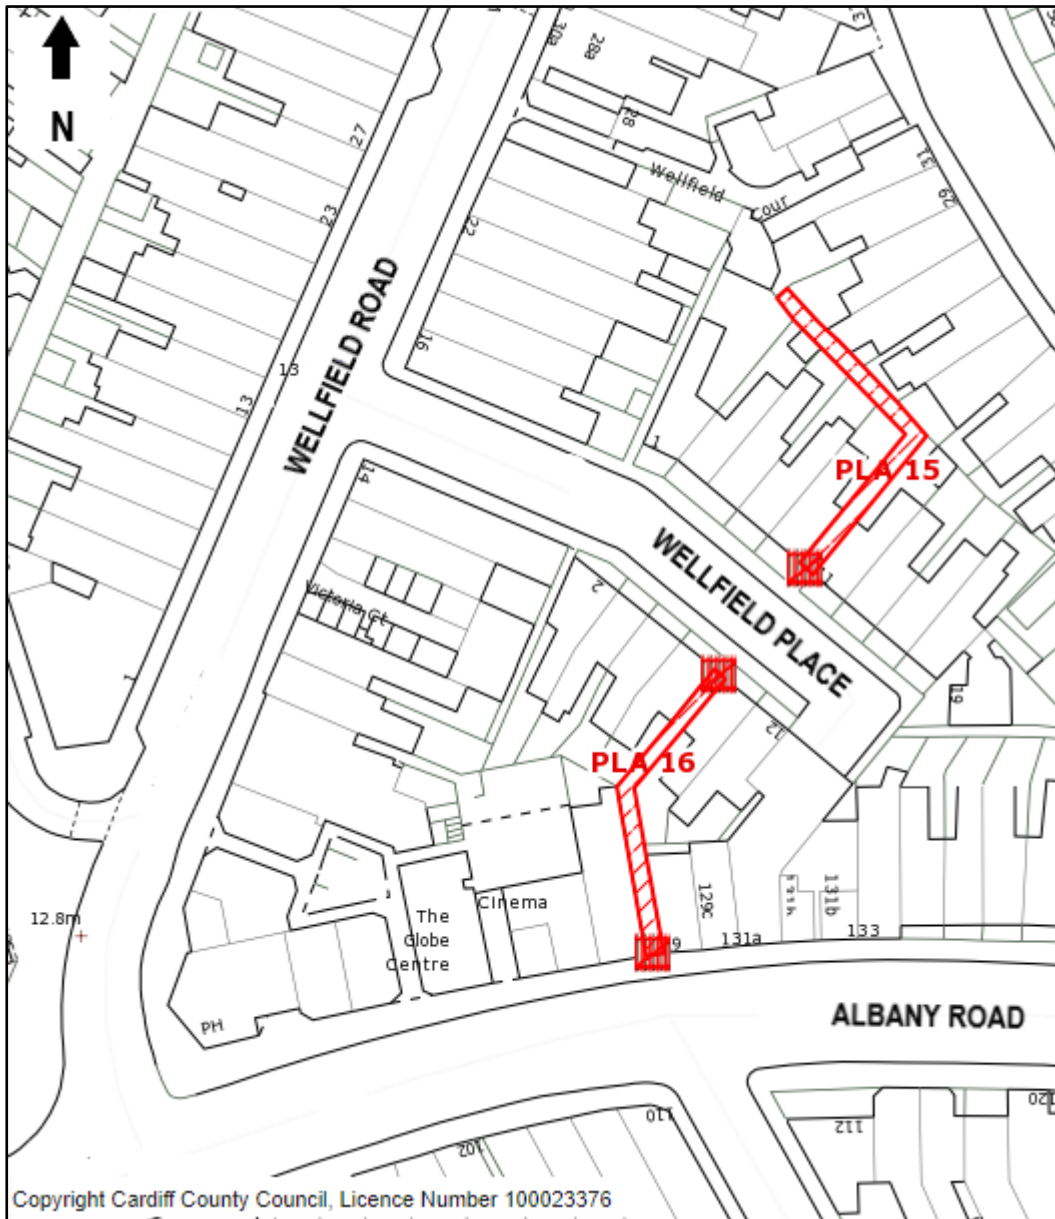 30a
28a
28
31
29
N
27
23
Wellfield
Cour
22
16
13
13
WELLFIELD ROAD
1
PLA 15
14
WELLFIELD PLACE
2
Victoria Ct
1
19
12
PLA 16
12.8m
The
Globe
Centre
Cinema
129c
131b
131a
133
PH
ALBANY ROAD
102
110
112
120
Copyright Cardiff County Council, Licence Number 100023376